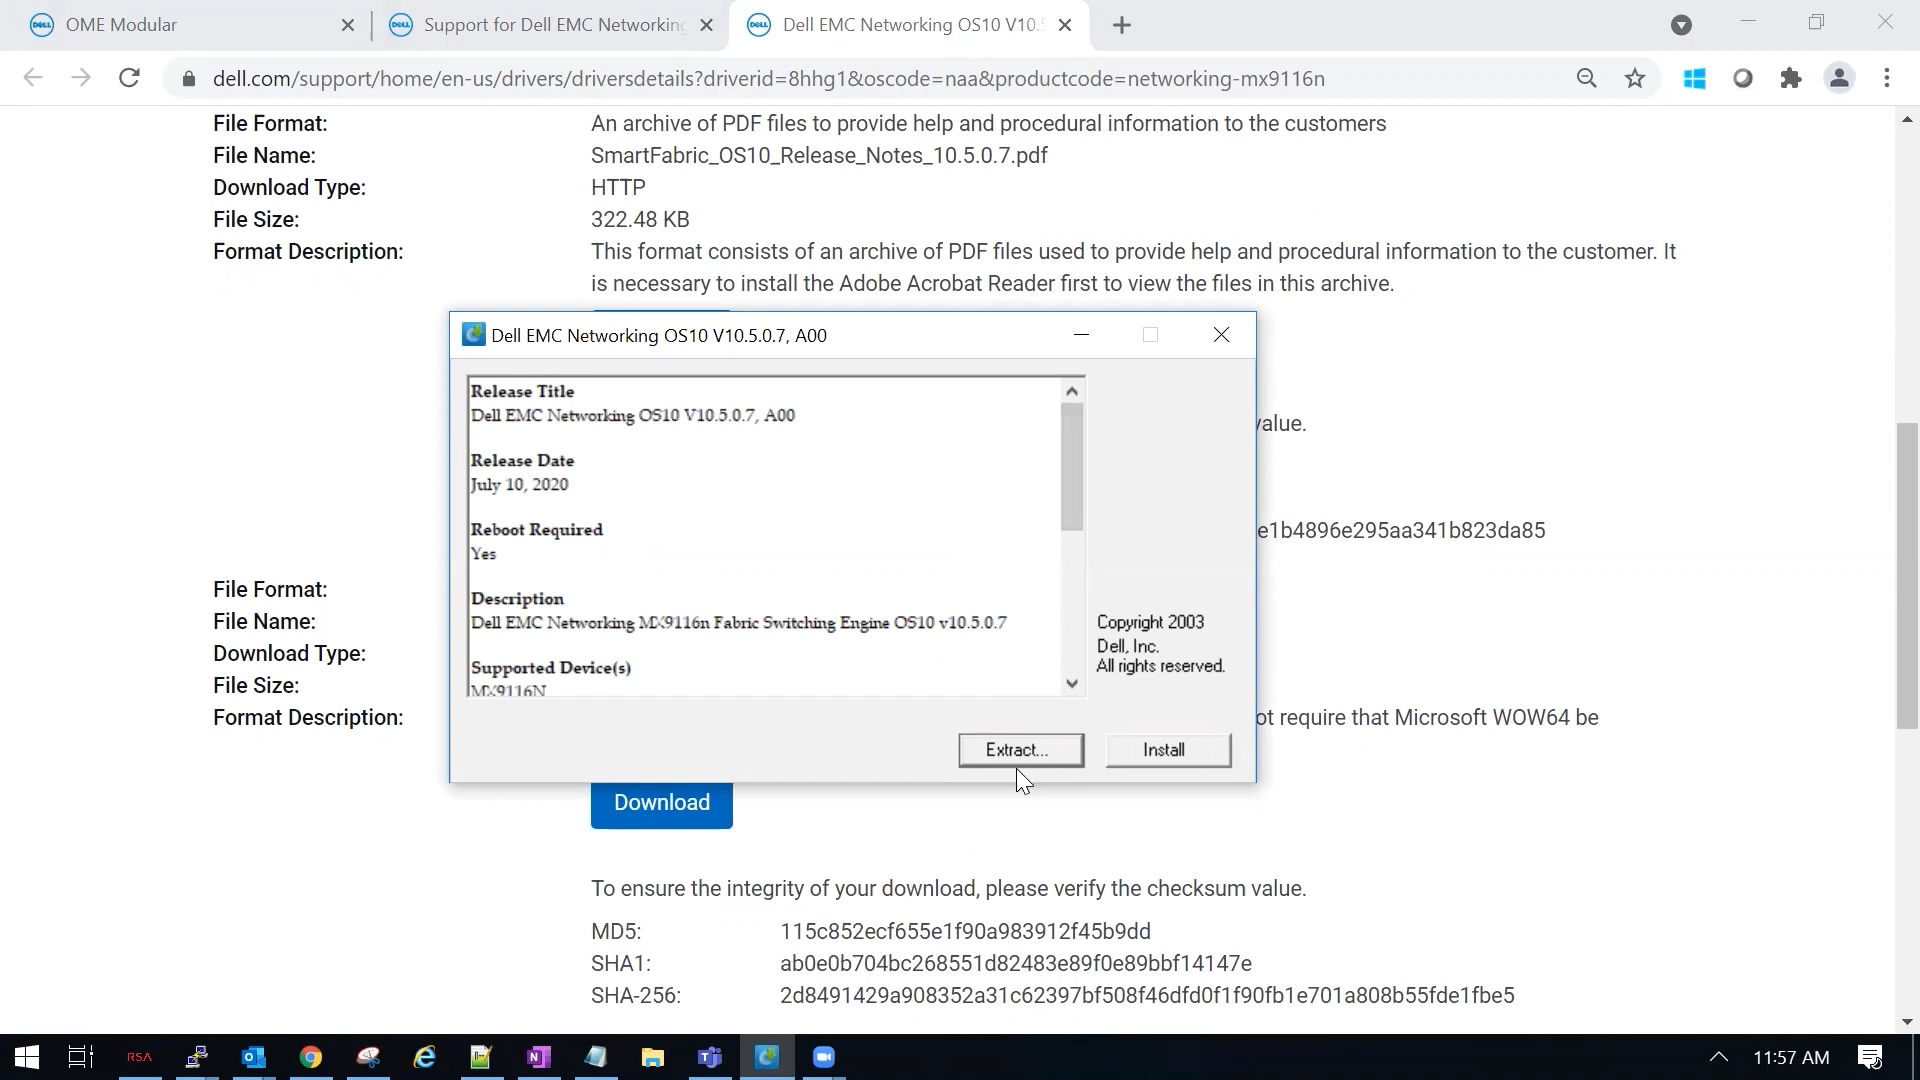 OME Modular
Support for Dell EMC Networking
Dell EMC Networking OS10 V10.5
dell.com/support/home/en-us/drivers/driversdetails?driverid=8hhg1&oscode=naa&productcode=networking-mx9116n
File Format: An archive of PDF files to provide help and procedural information to the customers
File Name: SmartFabric_OS10_Release_Notes_10.5.0.7.pdf
Download Type: HTTP
File Size: 322.48 KB
Format Description: This format consists of an archive of PDF files used to provide help and procedural information to the customer. It
is necessary to install the Adobe Acrobat Reader first to view the files in this archive.
Dell EMC Networking OS10 V10.5.0.7, A00
Release Title
Dell EMC Networking OS10 V10.5.0.7, A00
Release Date
July 10, 2020
Reboot Required
Yes
Description
Dell EMC Networking MX9116n Fabric Switching Engine OS10 v10.5.0.7
Supported Device(s)
MX9116N
Copyright 2003
Dell, Inc.
All rights reserved.
Extract...
Install
value.
e1b4896e295aa341b823da85
File Format:
File Name:
Download Type:
File Size:
Format Description:
ot require that Microsoft WOW64 be
Download
To ensure the integrity of your download, please verify the checksum value.
MD5: 115c852ecf655e1f90a983912f45b9dd
SHA1: ab0e0b704bc268551d82483e89f0e89bbf14147e
SHA-256: 2d8491429a908352a31c62397bf508f46dfd0f1f90fb1e701a808b55fde1fbe5
RSA
11:57 AM